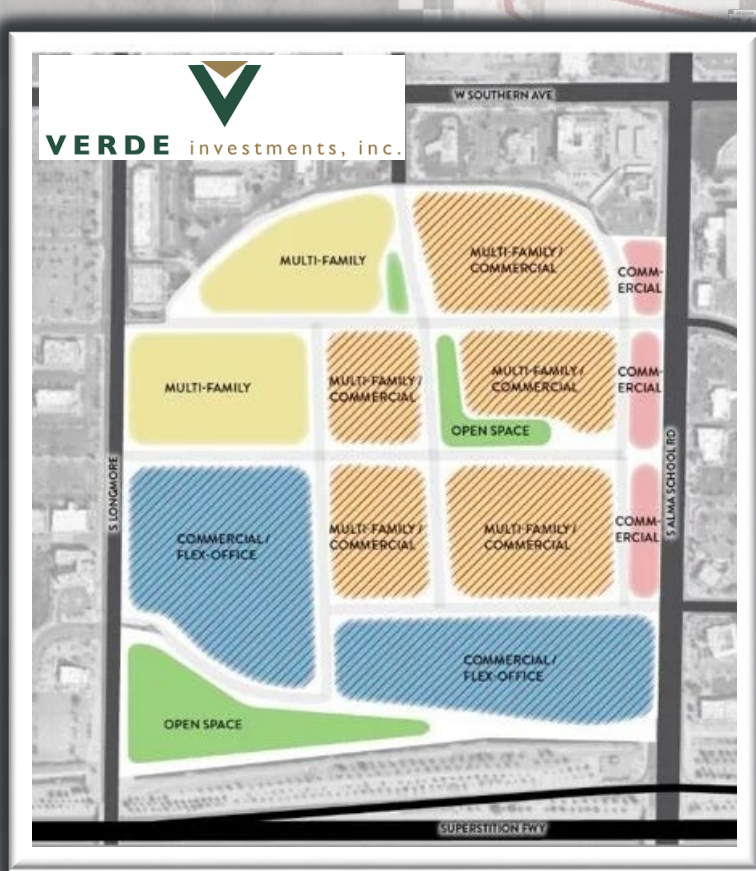 VERDE investments, inc.
W SOUTHERN AVE
MULTI-FAMILY
MULTI-FAMILY /
COMMERCIAL
COMM-
ERCIAL
MULTI-FAMILY
MULTI-FAMILY /
COMMERCIAL
MULTI-FAMILY /
COMMERCIAL
COMM-
ERCIAL
OPEN SPACE
S LONGMORE
S ALMA SCHOOL RD
COMMERCIAL /
FLEX-OFFICE
MULTI-FAMILY /
COMMERCIAL
MULTI-FAMILY /
COMMERCIAL
COMM-
ERCIAL
COMMERCIAL /
FLEX-OFFICE
OPEN SPACE
SUPERSTITION FWY